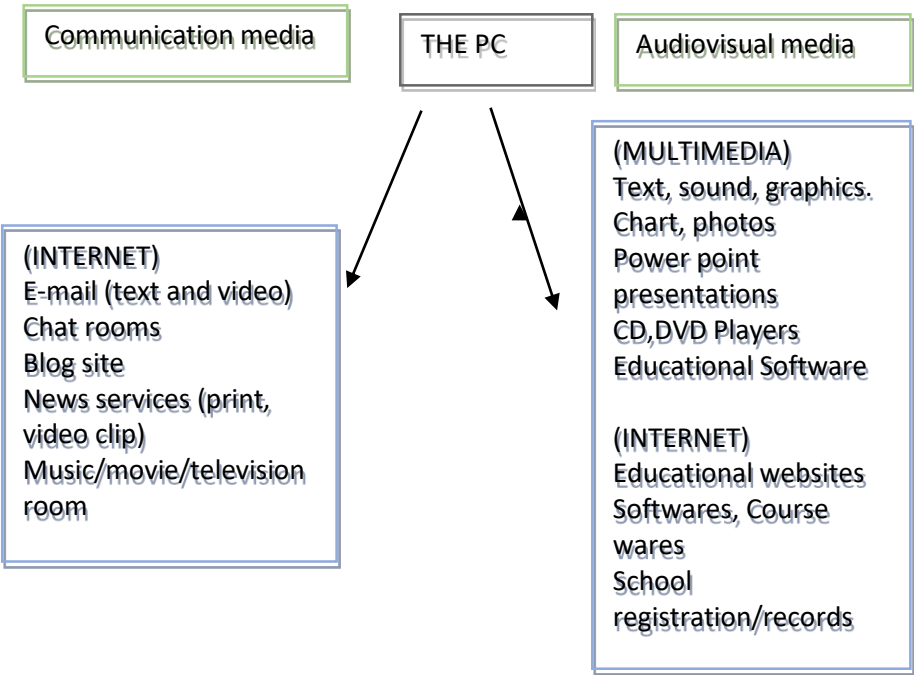 Communication media
THE PC
Audiovisual media
(INTERNET)
E-mail (text and video)
Chat rooms
Blog site
News services (print,
video clip)
Music/movie/television
room
(MULTIMEDIA)
Text, sound, graphics.
Chart, photos
Power point
presentations
CD,DVD Players
Educational Software
(INTERNET)
Educational websites
Softwares, Course
wares
School
registration/records